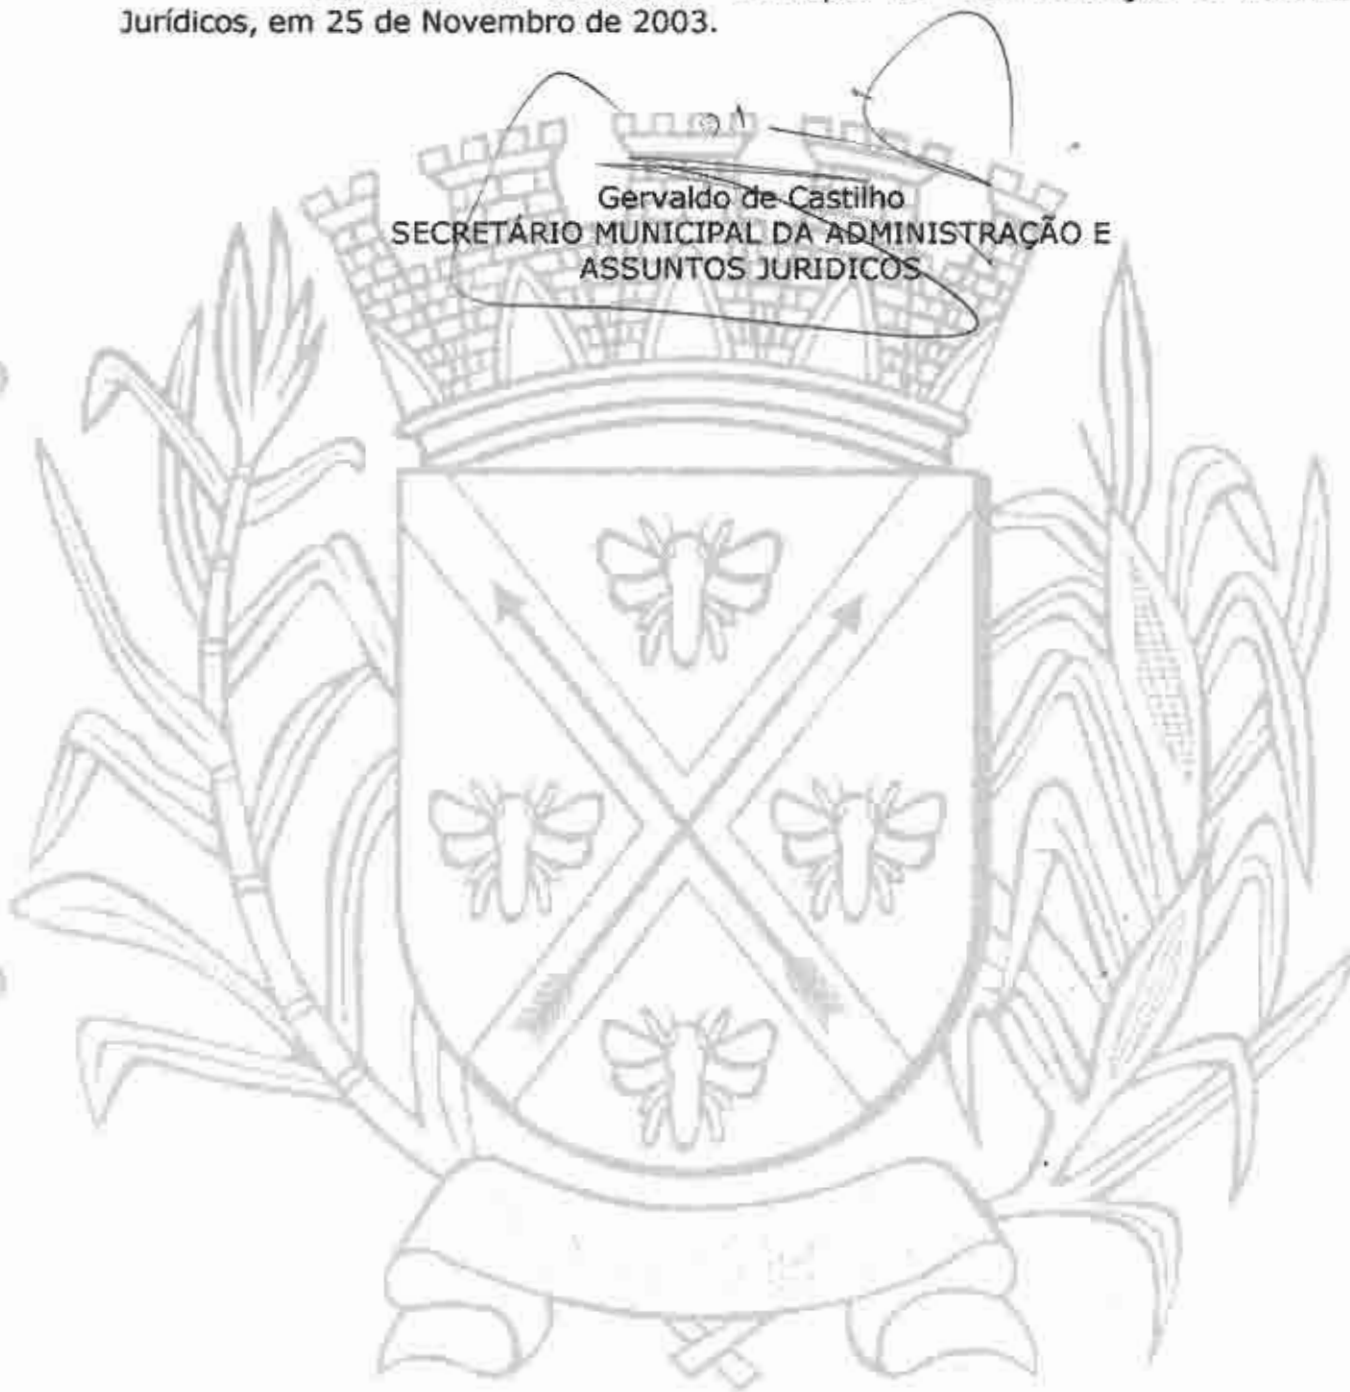 Jurídicos, em 25 de Novembro de 2003.
Gervaldo de Castilho
SECRETÁRIO MUNICIPAL DA ADMINISTRAÇÃO E
ASSUNTOS JURIDICOS